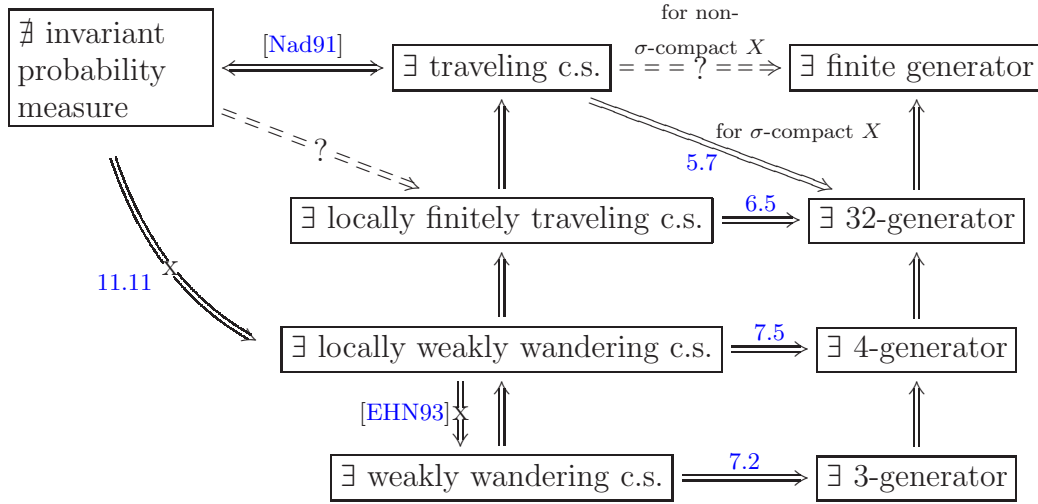 for non-
∄ invariant
probability
measure
[Nad91]
∃ traveling c.s.
σ-compact X
?
∃ finite generator
for σ-compact X
5.7
?
∃ locally finitely traveling c.s.
6.5
∃ 32-generator
X
11.11
∃ locally weakly wandering c.s.
7.5
∃ 4-generator
[EHN93]
X
∃ weakly wandering c.s.
7.2
∃ 3-generator